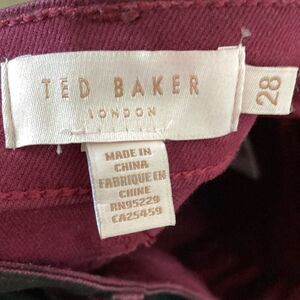 TED BAKER
LONDON
28
MADE IN
CHINA
FABRIQUE EN
CHINE
RN95229
CA25459